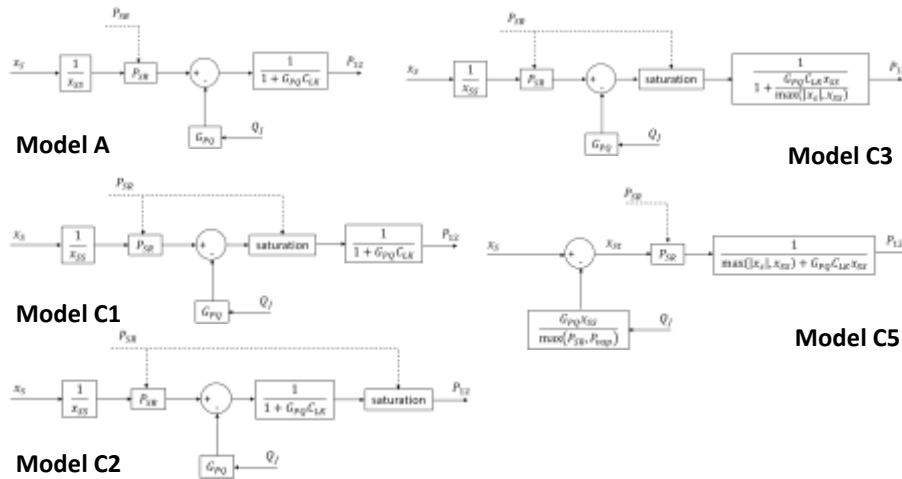 P_SR
x_S
1
x_SS
P_SR
+
-
1
1 + G_PQ C_LK
P_12
G_PQ
Q_J
Model A
P_SR
x_S
1
x_SS
P_SR
+
-
saturation
1
1 + G_PQ C_LK x_SS
max(|x_s|, x_SS)
P_1
G_PQ
Q_J
Model C3
P_SR
x_S
1
x_SS
P_SR
+
-
saturation
1
1 + G_PQ C_LK
P_12
G_PQ
Q_J
Model C1
P_SR
x_S
+
-
P_SR
1
max(|x_s|, x_SS) + G_PQ C_LK x_SS
P_12
G_PQ x_SS
max(P_SR, P_vap)
Q_J
Model C5
P_SR
x_S
1
x_SS
P_SR
+
-
1
1 + G_PQ C_LK
saturation
P_12
G_PQ
Q_J
Model C2